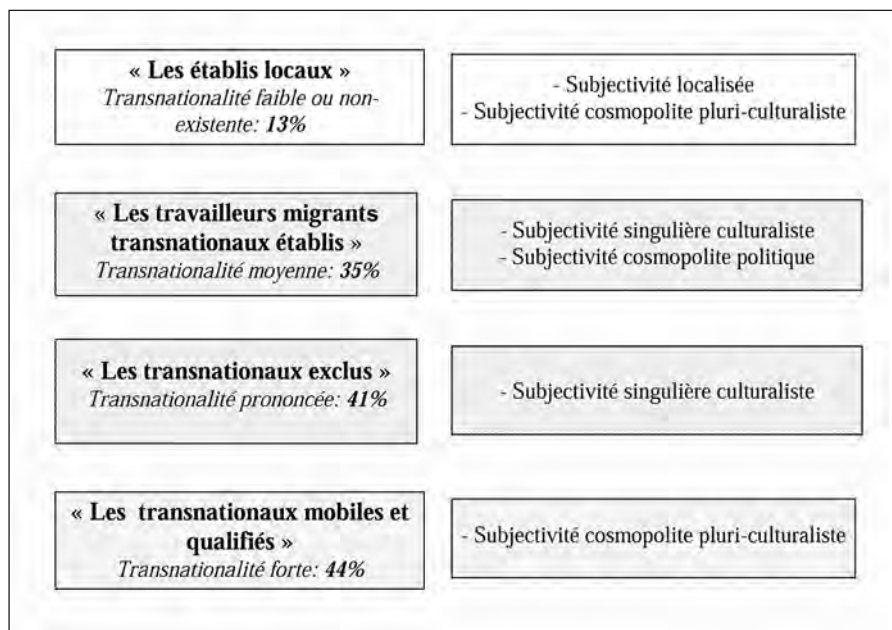 « Les établis locaux »
Transnationalité faible ou non-
existente: 13%
- Subjectivité localisée
- Subjectivité cosmopolite pluri-culturaliste
« Les travailleurs migrants
transnationaux établis »
Transnationalité moyenne: 35%
- Subjectivité singulière culturaliste
- Subjectivité cosmopolite politique
« Les transnationaux exclus »
Transnationalité prononcée: 41%
- Subjectivité singulière culturaliste
« Les transnationaux mobiles et
qualifiés »
Transnationalité forte: 44%
- Subjectivité cosmopolite pluri-culturaliste